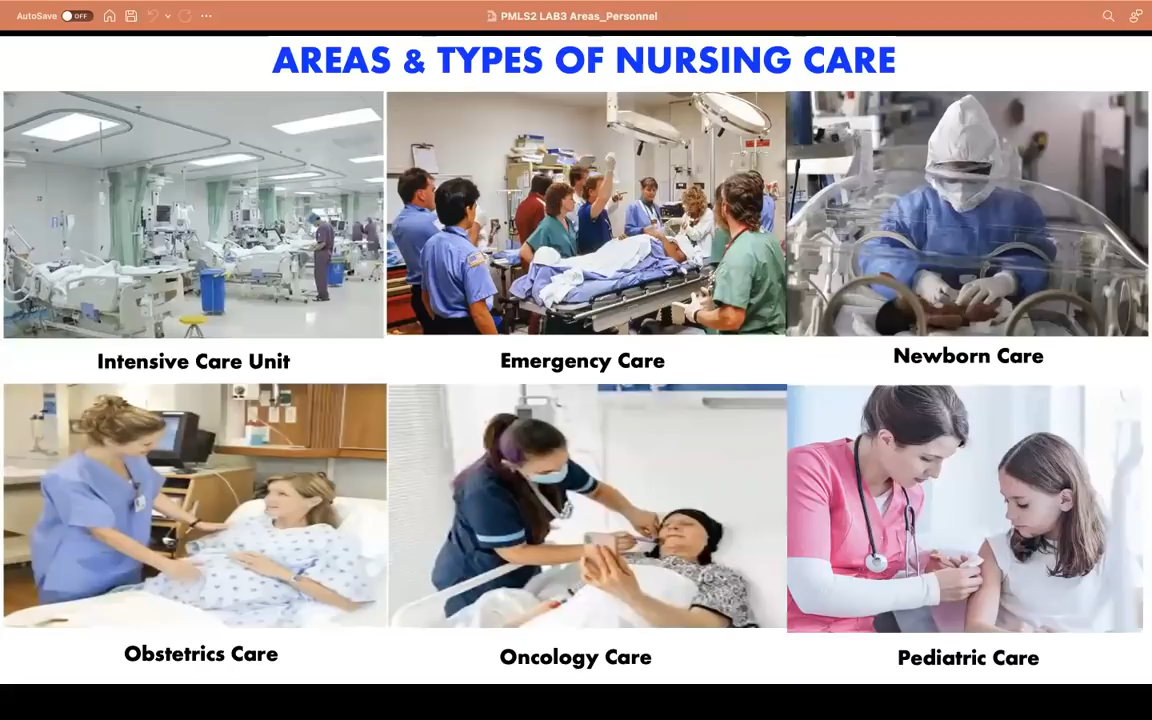 AutoSave OFF
PMLS2 LAB3 Areas_Personnel
AREAS & TYPES OF NURSING CARE
Intensive Care Unit
Emergency Care
Newborn Care
Obstetrics Care
Oncology Care
Pediatric Care